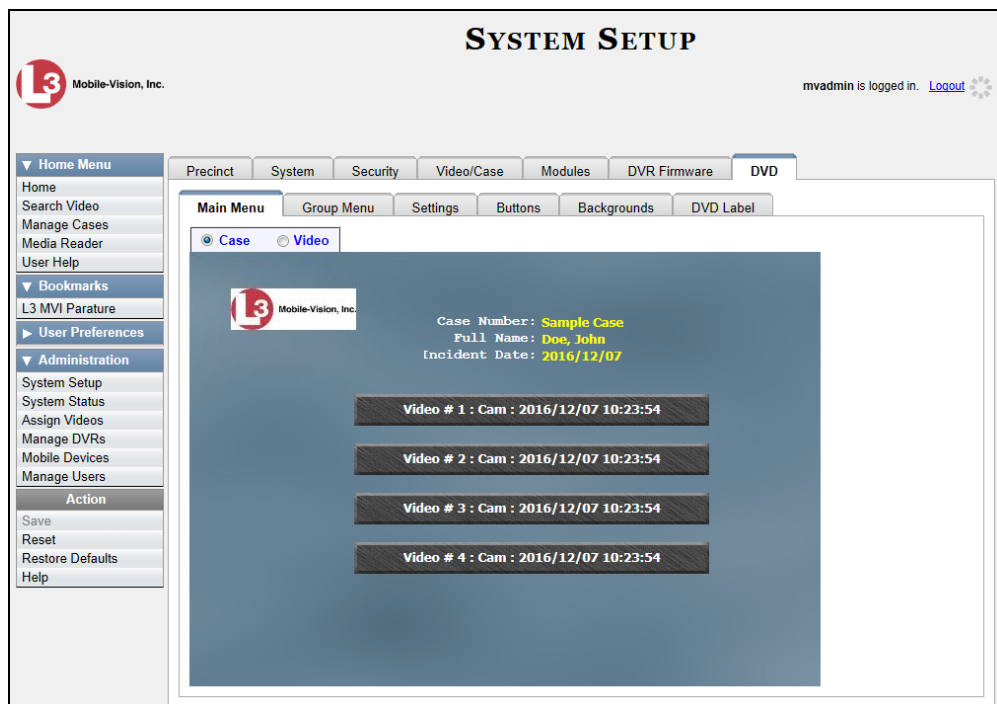 SYSTEM SETUP
L3 Mobile-Vision, Inc.
mvadmin is logged in. Logout
▼ Home Menu
Home
Search Video
Manage Cases
Media Reader
User Help
▼ Bookmarks
L3 MVI Parature
▶ User Preferences
▼ Administration
System Setup
System Status
Assign Videos
Manage DVRs
Mobile Devices
Manage Users
Action
Save
Reset
Restore Defaults
Help
Precinct System Security Video/Case Modules DVR Firmware DVD
Main Menu Group Menu Settings Buttons Backgrounds DVD Label
Case Video
L3 Mobile-Vision, Inc.
Case Number: Sample Case
Full Name: Doe, John
Incident Date: 2016/12/07
Video # 1 : Cam : 2016/12/07 10:23:54
Video # 2 : Cam : 2016/12/07 10:23:54
Video # 3 : Cam : 2016/12/07 10:23:54
Video # 4 : Cam : 2016/12/07 10:23:54